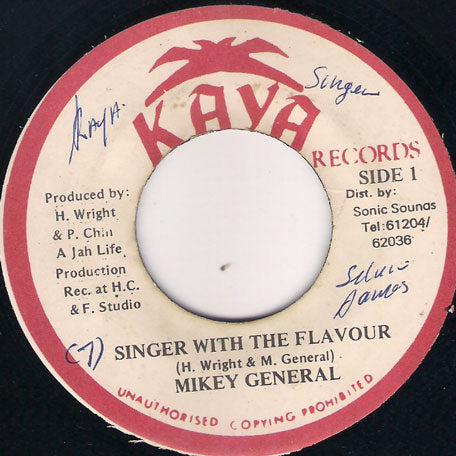 KAYA
RECORDS
Kaya.
Singer
SIDE 1
Dist. by:
Sonic Sounds
Tel:61204/
62036
Produced by:
H. Wright
& P. Chin
A Jah Life
Production
Rec. at H.C.
& F. Studio
James
(7)
SINGER WITH THE FLAVOUR
(H. Wright & M. General)
MIKEY GENERAL
UNAUTHORISED COPYING PROHIBITED